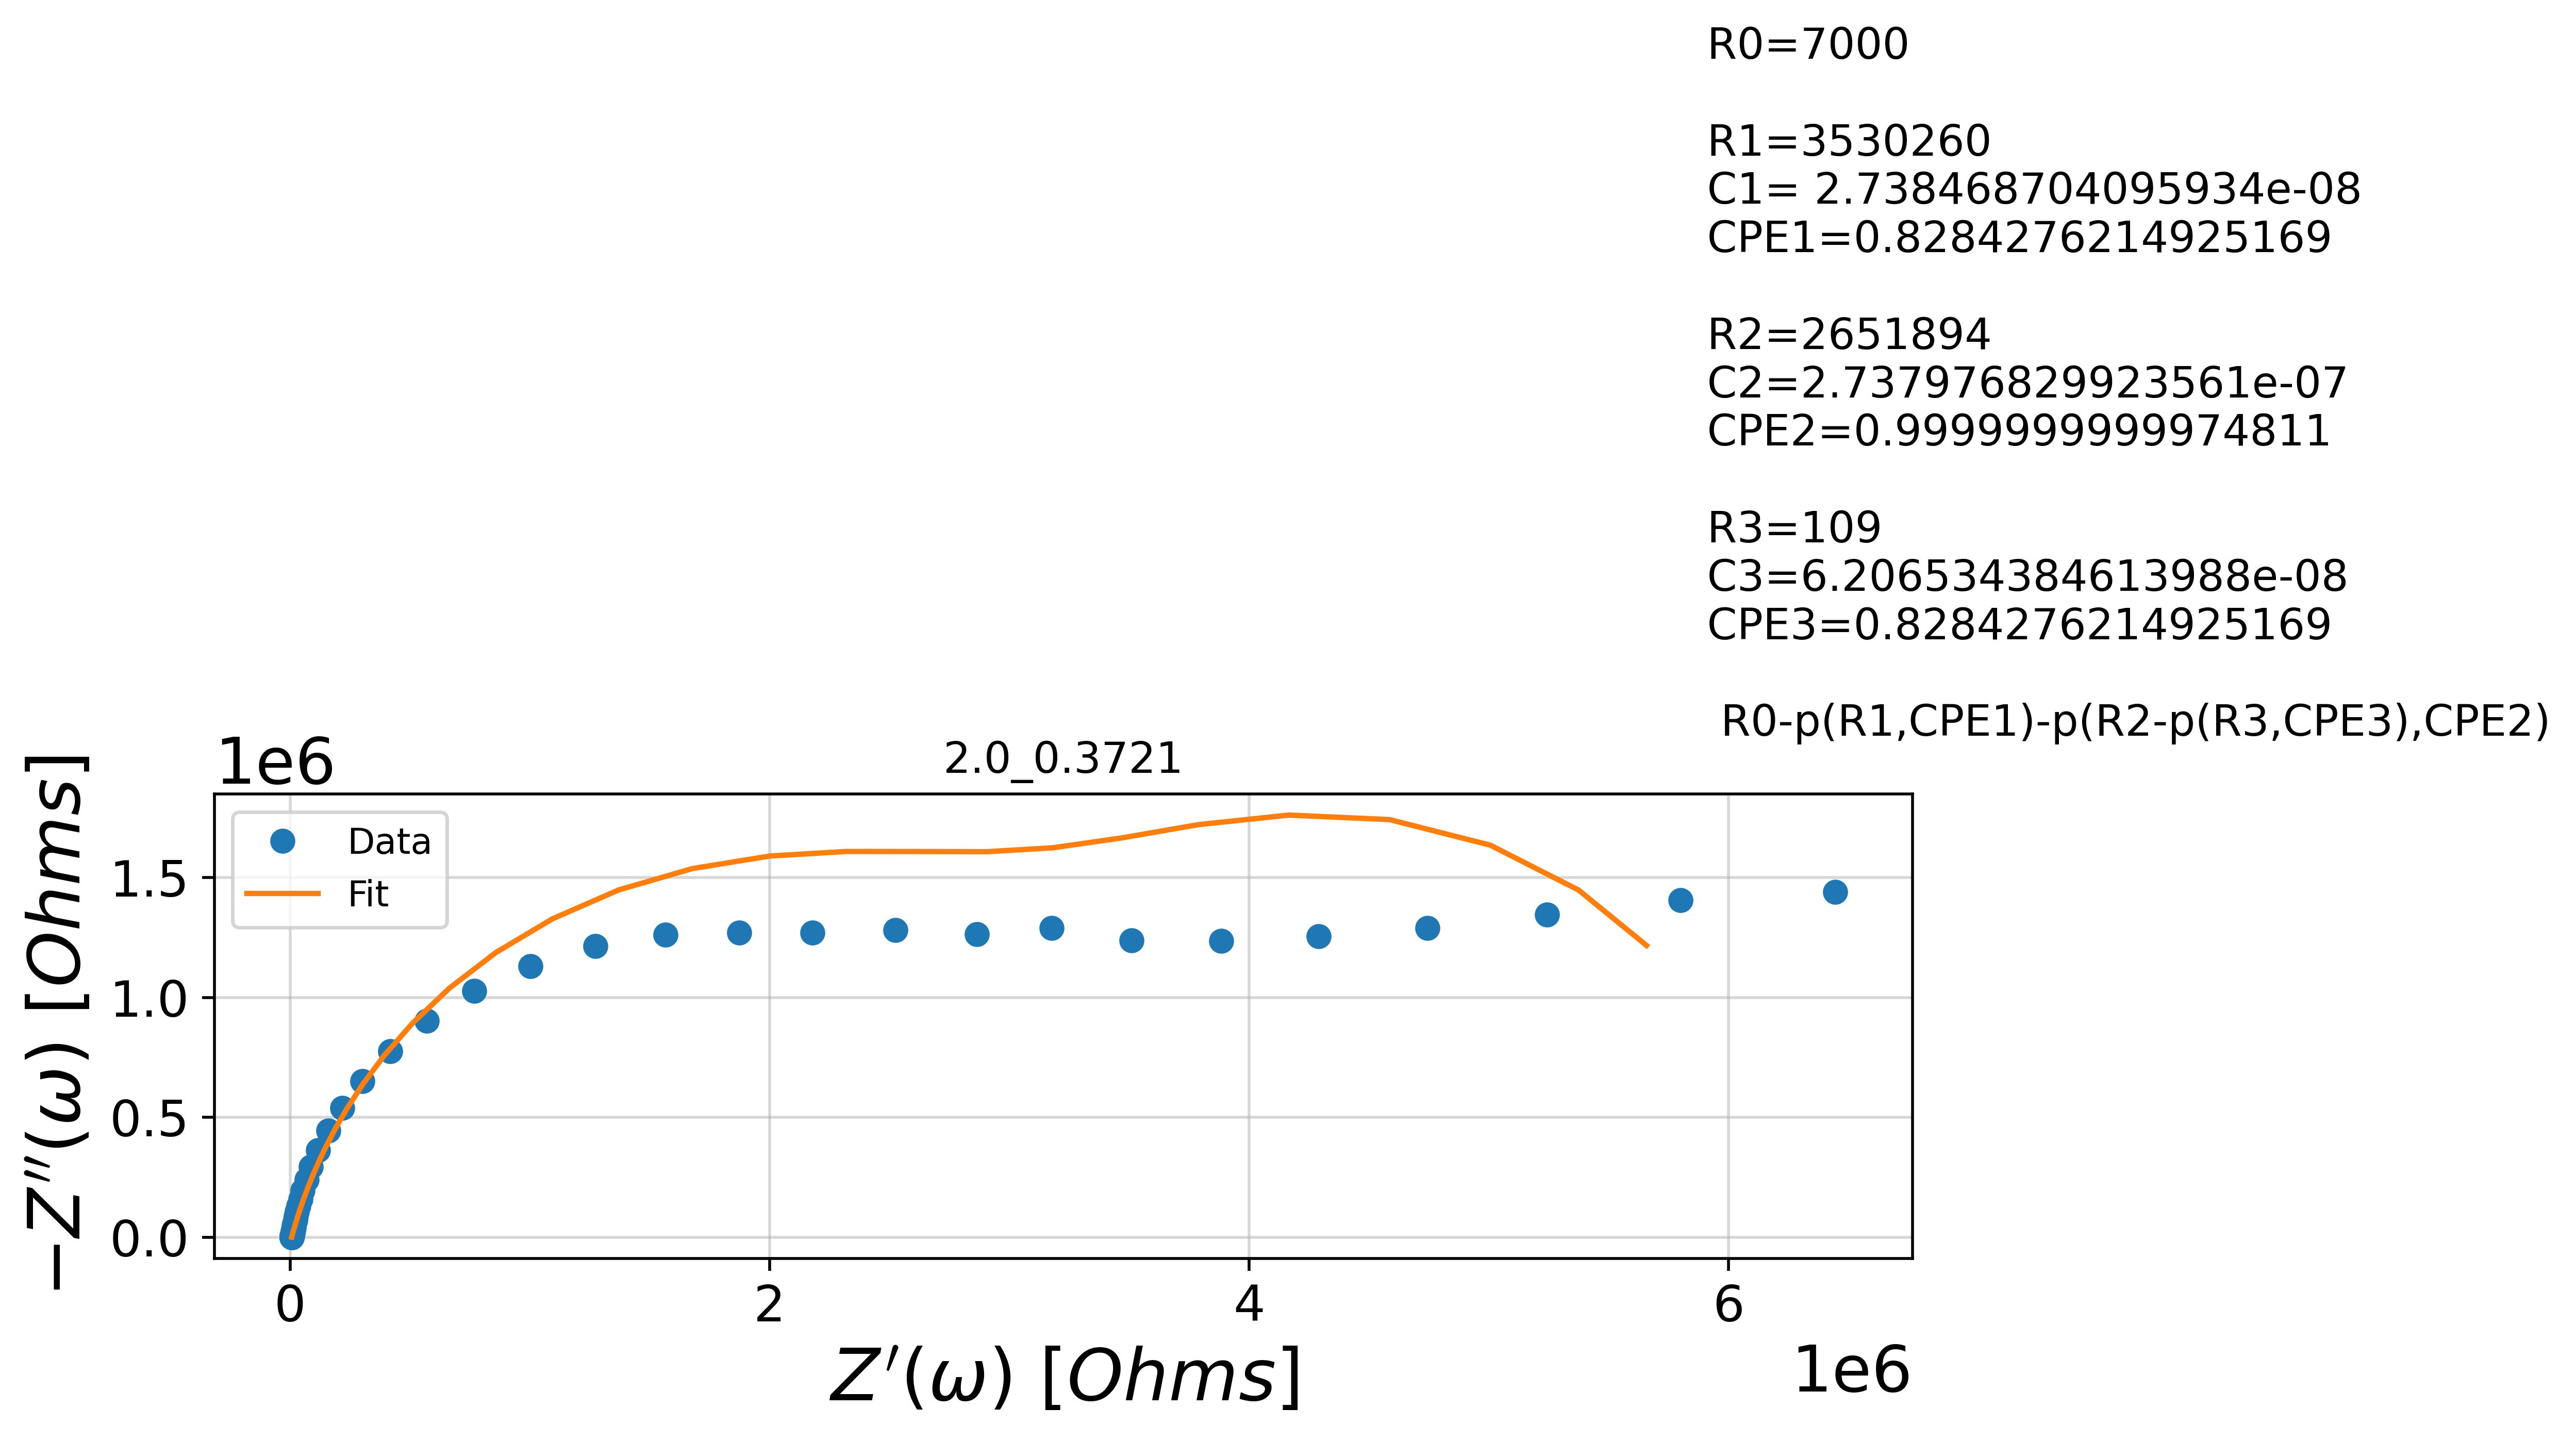 R0=7000
R1=3530260
C1= 2.738468704095934e-08
CPE1=0.8284276214925169
R2=2651894
C2=2.737976829923561e-07
CPE2=0.9999999999974811
R3=109
C3=6.206534384613988e-08
CPE3=0.8284276214925169
R0-p(R1,CPE1)-p(R2-p(R3,CPE3),CPE2)
1e6
2.0_0.3721
Data
Fit
−Z′′(ω) [Ohms]
1.5
1.0
0.5
0.0
0 2 4 6
1e6
Z′(ω) [Ohms]